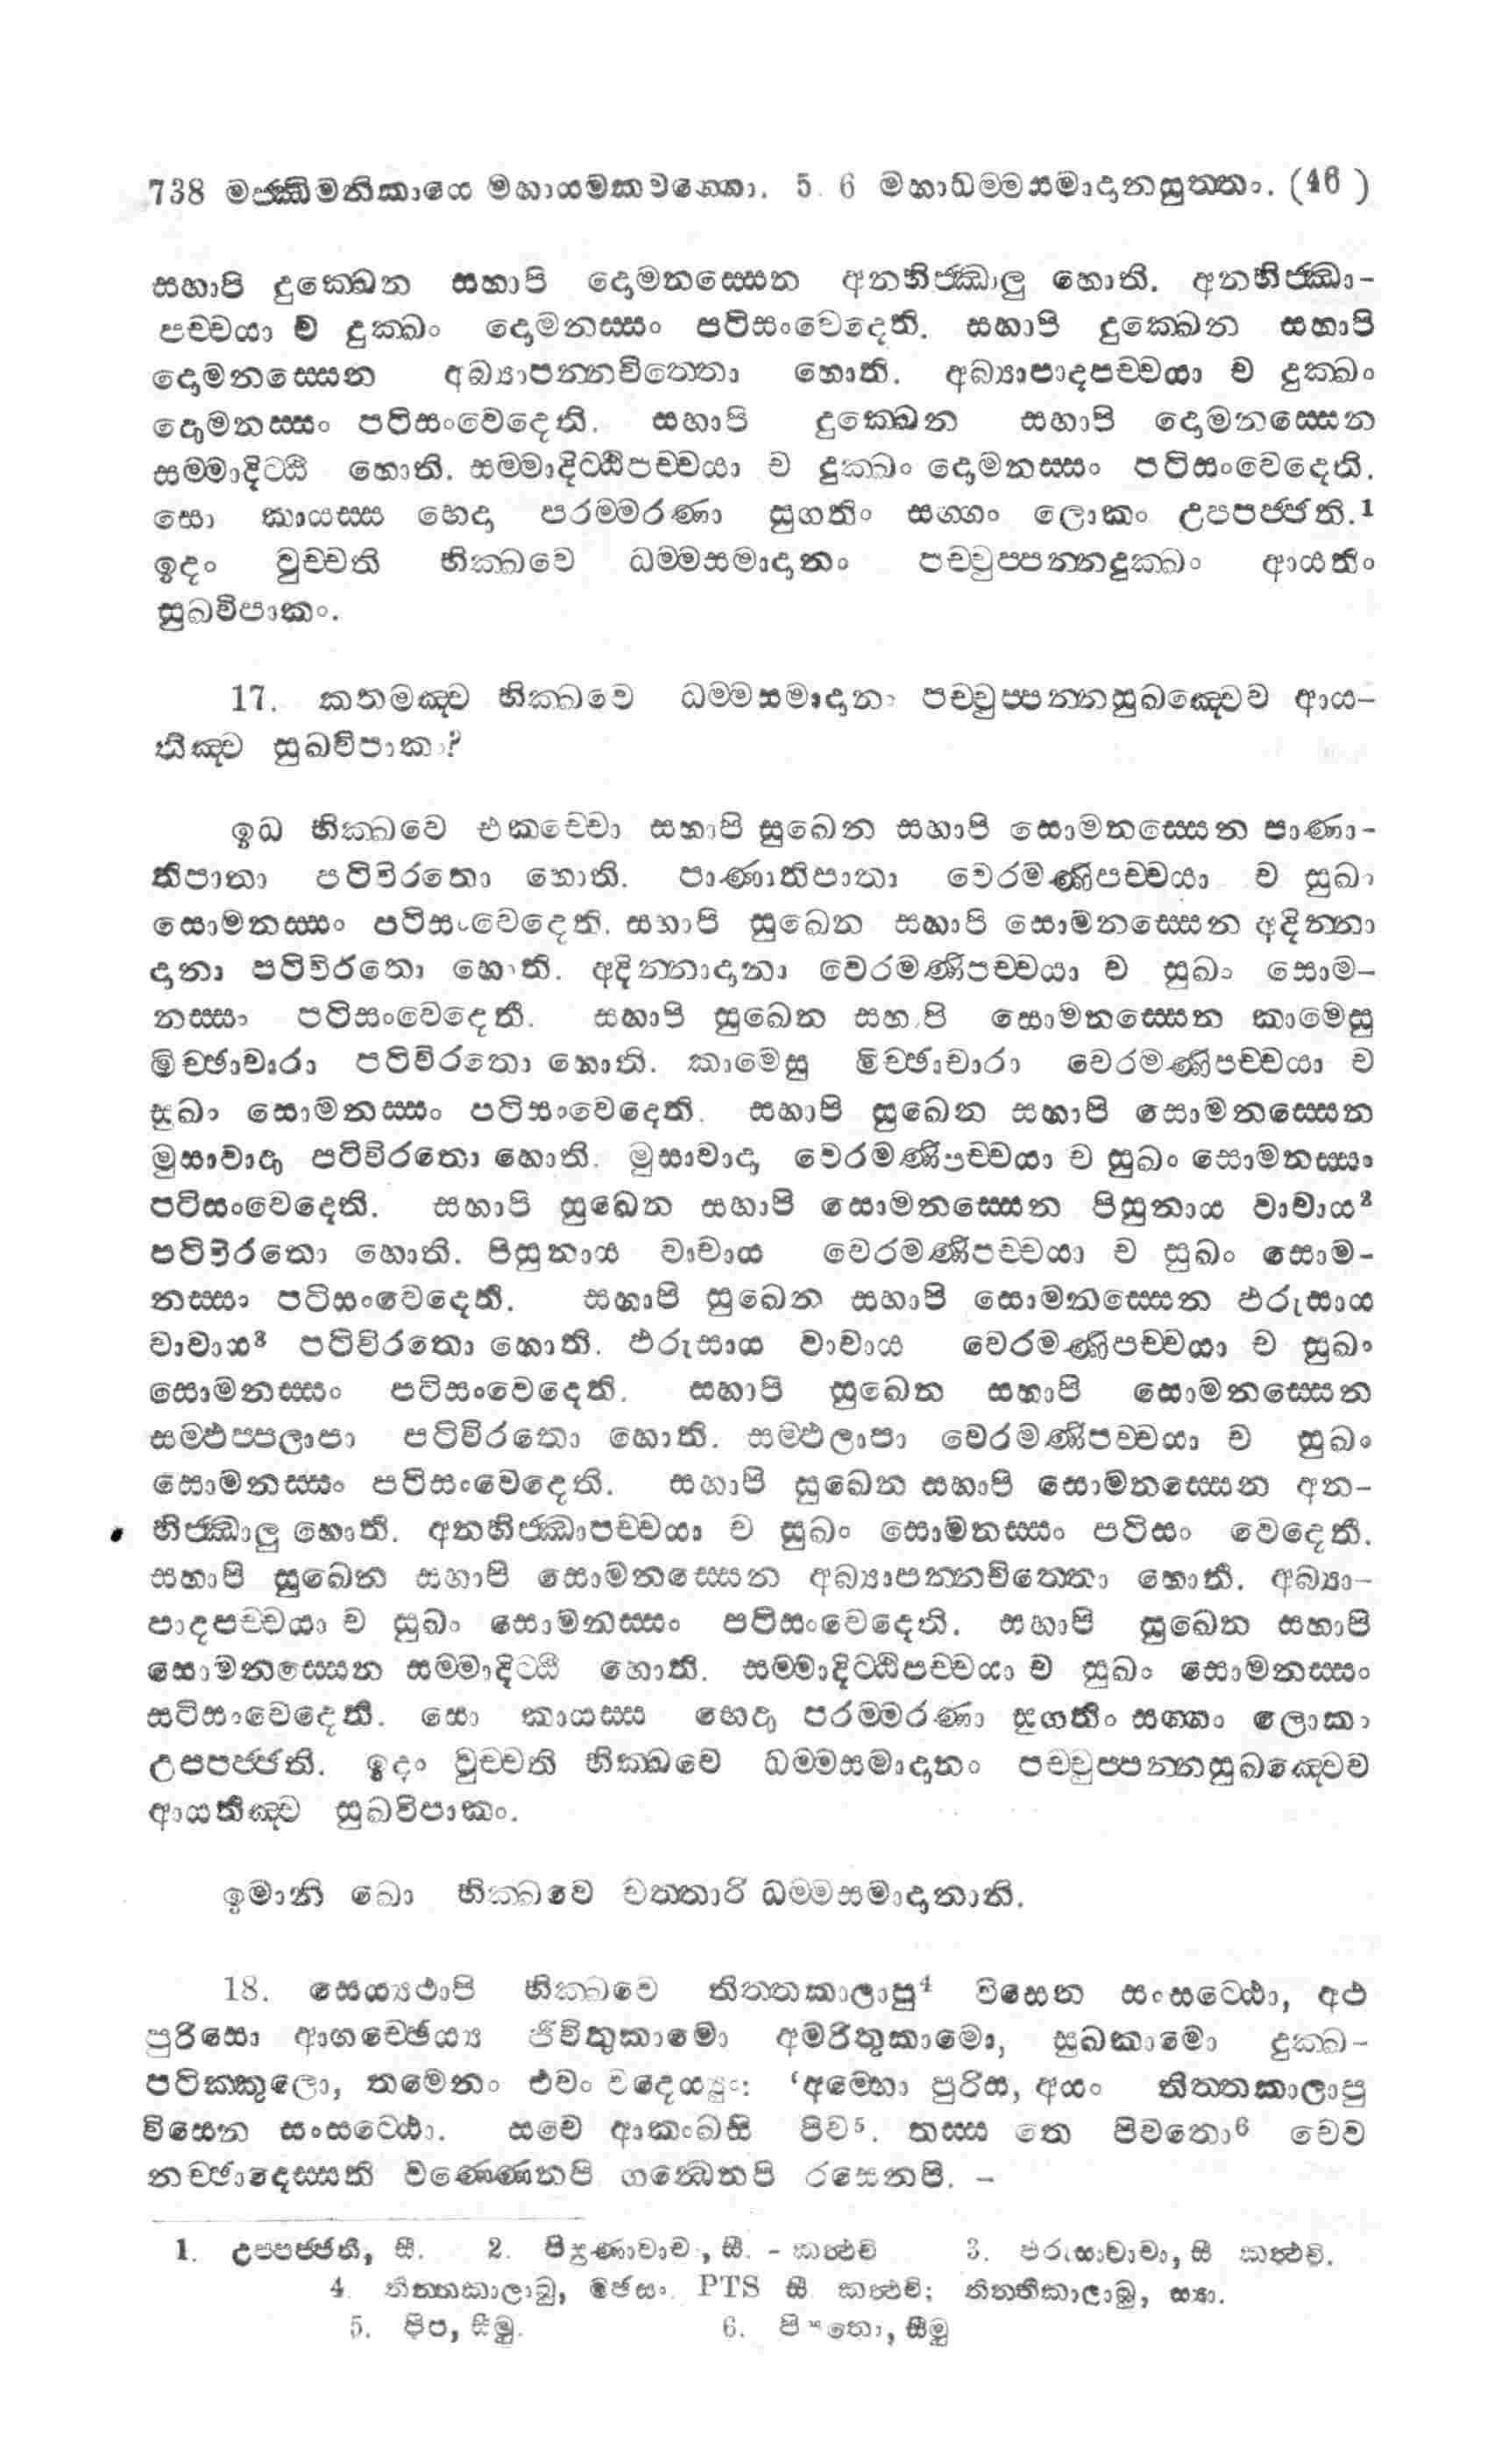 738 මජ්ඣිමනිකායෙ මහායමකවග්ගො. 5. 6 මහාධම්මසමාදානසුත්තං. (46)
සහාපි දුක්ඛෙන සහාපි දොමනස්සෙන අනභිජ්ඣාලු හොති. අනභිජ්ඣා-
පච්චයා ච දුක්ඛං දොමනස්සං පටිසංවෙදෙති. සහාපි දුක්ඛෙන සහාපි
දොමනස්සෙන අබ්‍යාපන්නචිත්තො හොති. අබ්‍යාපාදපච්චයා ච දුක්ඛං
දොමනස්සං පටිසංවෙදෙති. සහාපි දුක්ඛෙන සහාපි දොමනස්සෙන
සම්මාදිට්ඨි හොති. සම්මාදිට්ඨිපච්චයා ච දුක්ඛං දොමනස්සං පටිසංවෙදෙති.
සො කායස්ස භෙදා පරම්මරණා සුගතිං සග්ගං ලොකං උපපජ්ජති.1
ඉදං වුච්චති භික්ඛවෙ ධම්මසමාදානං පච්චුප්පන්නදුක්ඛං ආයතිං
සුඛවිපාකං.
17. කතමඤ්ච භික්ඛවෙ ධම්මසමාදානං පච්චුප්පන්නසුඛඤ්චෙව ආය-
තිඤ්ච සුඛවිපාකං?
ඉධ භික්ඛවෙ එකච්චො සහාපි සුඛෙන සහාපි සොමනස්සෙන පාණා-
තිපාතා පටිවිරතො හොති. පාණාතිපාතා වෙරමණිපච්චයා ච සුඛං
සොමනස්සං පටිසංවෙදෙති. සහාපි සුඛෙන සහාපි සොමනස්සෙන අදින්නා
දානා පටිවිරතො හොති. අදින්නාදානා වෙරමණිපච්චයා ච සුඛං සොම-
නස්සං පටිසංවෙදෙති. සහාපි සුඛෙන සහාපි සොමනස්සෙන කාමෙසු
මිච්ඡාචාරා පටිවිරතො හොති. කාමෙසු මිච්ඡාචාරා වෙරමණිපච්චයා ච
සුඛං සොමනස්සං පටිසංවෙදෙති. සහාපි සුඛෙන සහාපි සොමනස්සෙන
මුසාවාදා පටිවිරතො හොති. මුසාවාදා වෙරමණිපච්චයා ච සුඛං සොමනස්සං
පටිසංවෙදෙති. සහාපි සුඛෙන සහාපි සොමනස්සෙන පිසුනාය වාචාය2
පටිවිරතො හොති. පිසුනාය වාචාය වෙරමණිපච්චයා ච සුඛං සොම-
නස්සං පටිසංවෙදෙති. සහාපි සුඛෙන සහාපි සොමනස්සෙන ඵරුසාය
වාචාය3 පටිවිරතො හොති. ඵරුසාය වාචාය වෙරමණිපච්චයා ච සුඛං
සොමනස්සං පටිසංවෙදෙති. සහාපි සුඛෙන සහාපි සොමනස්සෙන
සම්ඵප්පලාපා පටිවිරතො හොති. සම්ඵලාපා වෙරමණිපච්චයා ච සුඛං
සොමනස්සං පටිසංවෙදෙති. සහාපි සුඛෙන සහාපි සොමනස්සෙන අන-
භිජ්ඣාලු හොති. අනභිජ්ඣාපච්චයා ච සුඛං සොමනස්සං පටිසං වෙදෙති.
සහාපි සුඛෙන සහාපි සොමනස්සෙන අබ්‍යාපන්නචිත්තො හොති. අබ්‍යා-
පාදපච්චයා ච සුඛං සොමනස්සං පටිසංවෙදෙති. සහාපි සුඛෙන සහාපි
සොමනස්සෙන සම්මාදිට්ඨි හොති. සම්මාදිට්ඨිපච්චයා ච සුඛං සොමනස්සං
පටිසංවෙදෙති. සො කායස්ස භෙදා පරම්මරණා සුගතිං සග්ගං ලොකං
උපපජ්ජති. ඉදං වුච්චති භික්ඛවෙ ධම්මසමාදානං පච්චුප්පන්නසුඛඤ්චෙව
ආයතිඤ්ච සුඛවිපාකං.
ඉමානි ඛො භික්ඛවෙ චත්තාරි ධම්මසමාදානානි.
18. සෙය්‍යථාපි භික්ඛවෙ තිත්තකාලාපු4 විසෙන සංසට්ඨො, අථ
පුරිසො ආගච්ඡෙය්‍ය ජීවිතුකාමො අමරිතුකාමො, සුඛකාමො දුක්ඛ-
පටික්කූලො, තමෙනං එවං වදෙය්‍යුං: ‘අම්භො පුරිස, අයං තිත්තකාලාපු
විසෙන සංසට්ඨො. සචෙ ආකංඛසි පිව5. තස්ස තෙ පිවතො6 චෙව
නච්ඡාදෙස්සති වණ්ණෙනපි ගන්ධෙනපි රසෙනපි. –
1. උප්පජ්ජති, සී. 2. පිසුණාවාචා, සී. - කත්‍ථචි 3. ඵරුසාවාචා, සී කත්‍ථචි.
4. තිත්තකාලාබු, මඡසං. PTS සී කත්‍ථචි; තිත්තිකාලාබු, ස්‍යා.
5. පිප, සීමු. 6. පිපතො, සීමු